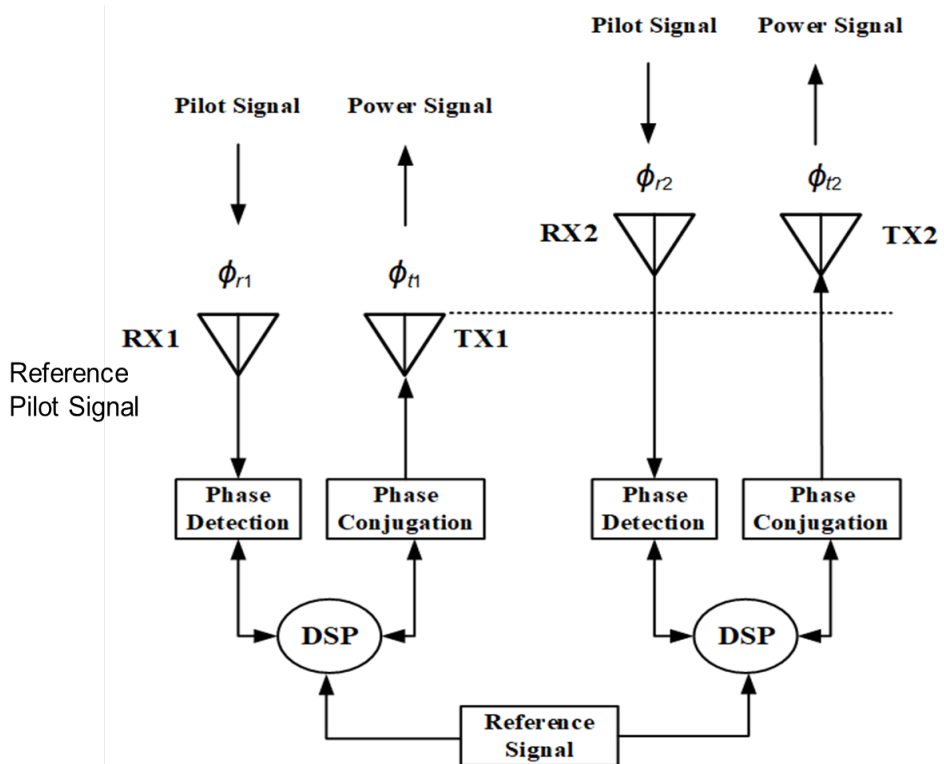 Pilot Signal
Power Signal
Pilot Signal
Power Signal
ϕr2
ϕt2
RX2
TX2
ϕr1
ϕt1
RX1
TX1
Reference
Pilot Signal
Phase
Detection
Phase
Conjugation
Phase
Detection
Phase
Conjugation
DSP
DSP
Reference
Signal